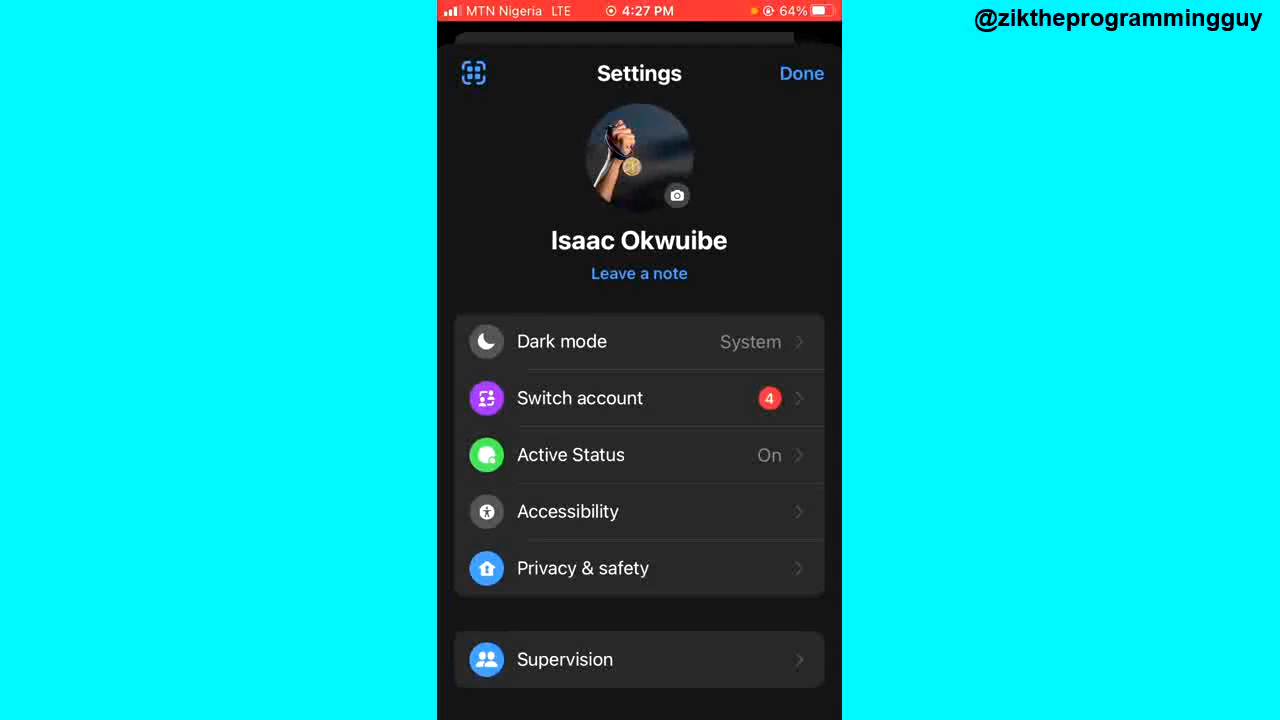 MTN Nigeria LTE 4:27 PM 64%
@ziktheprogrammingguy
Settings
Done
Isaac Okwuibe
Leave a note
Dark mode System
Switch account 4
Active Status On
Accessibility
Privacy & safety
Supervision